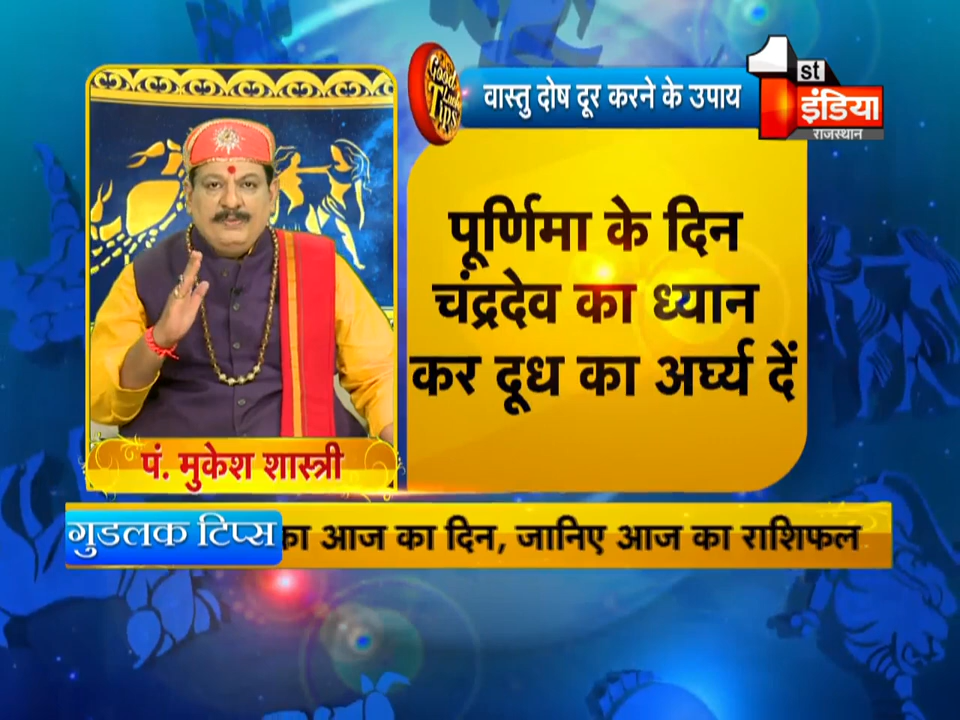 Good Luck Tips
वास्तु दोष दूर करने के उपाय
1st
इंडिया
राजस्थान
पूर्णिमा के दिन
चंद्रदेव का ध्यान
कर दूध का अर्घ्य दें
पं. मुकेश शास्त्री
गुडलक टिप्स
का आज का दिन, जानिए आज का राशिफल